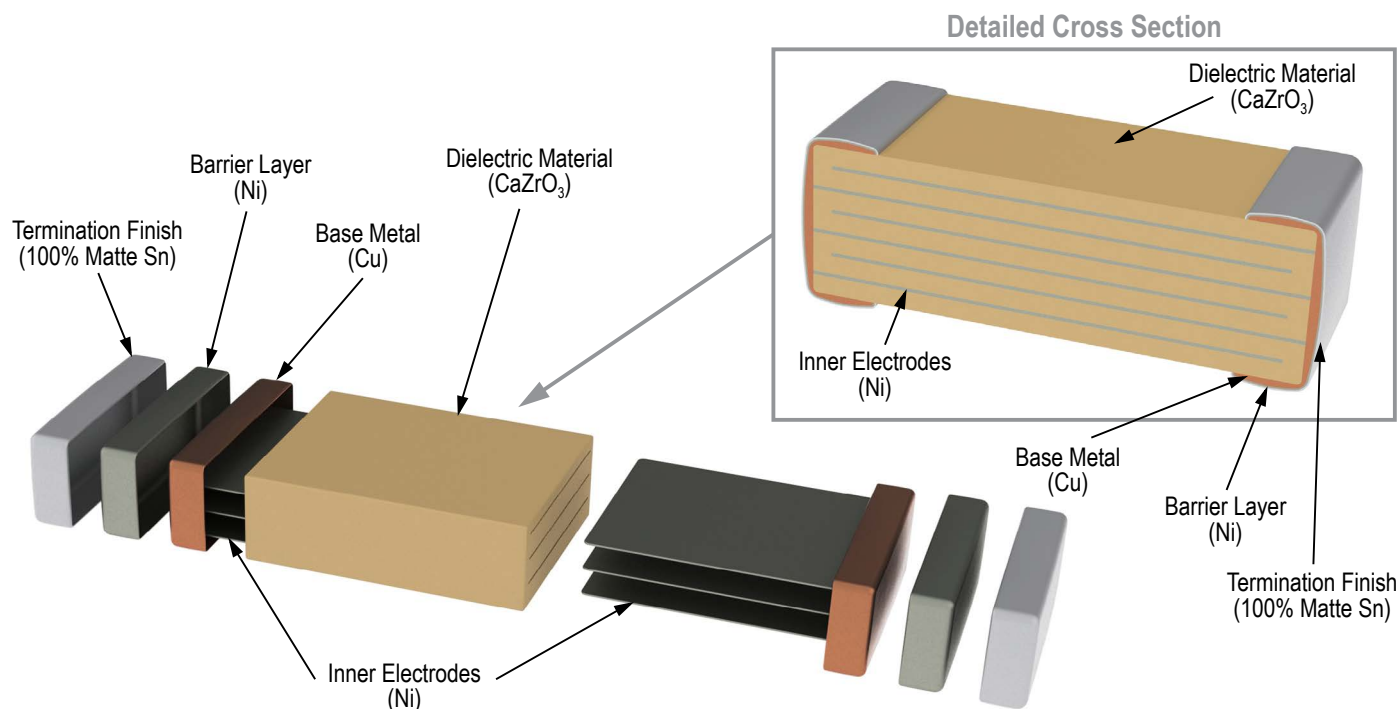 Detailed Cross Section
Dielectric Material
(CaZrO₃)
Barrier Layer
(Ni)
Dielectric Material
(CaZrO₃)
Termination Finish
(100% Matte Sn)
Base Metal
(Cu)
Inner Electrodes
(Ni)
Base Metal
(Cu)
Barrier Layer
(Ni)
Termination Finish
(100% Matte Sn)
Inner Electrodes
(Ni)